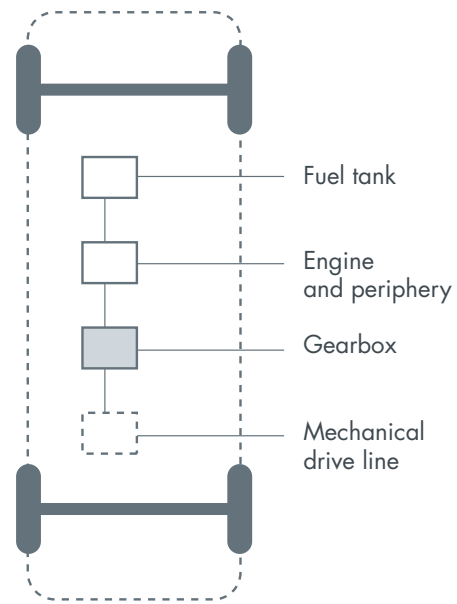 Fuel tank
Engine
and periphery
Gearbox
Mechanical
drive line